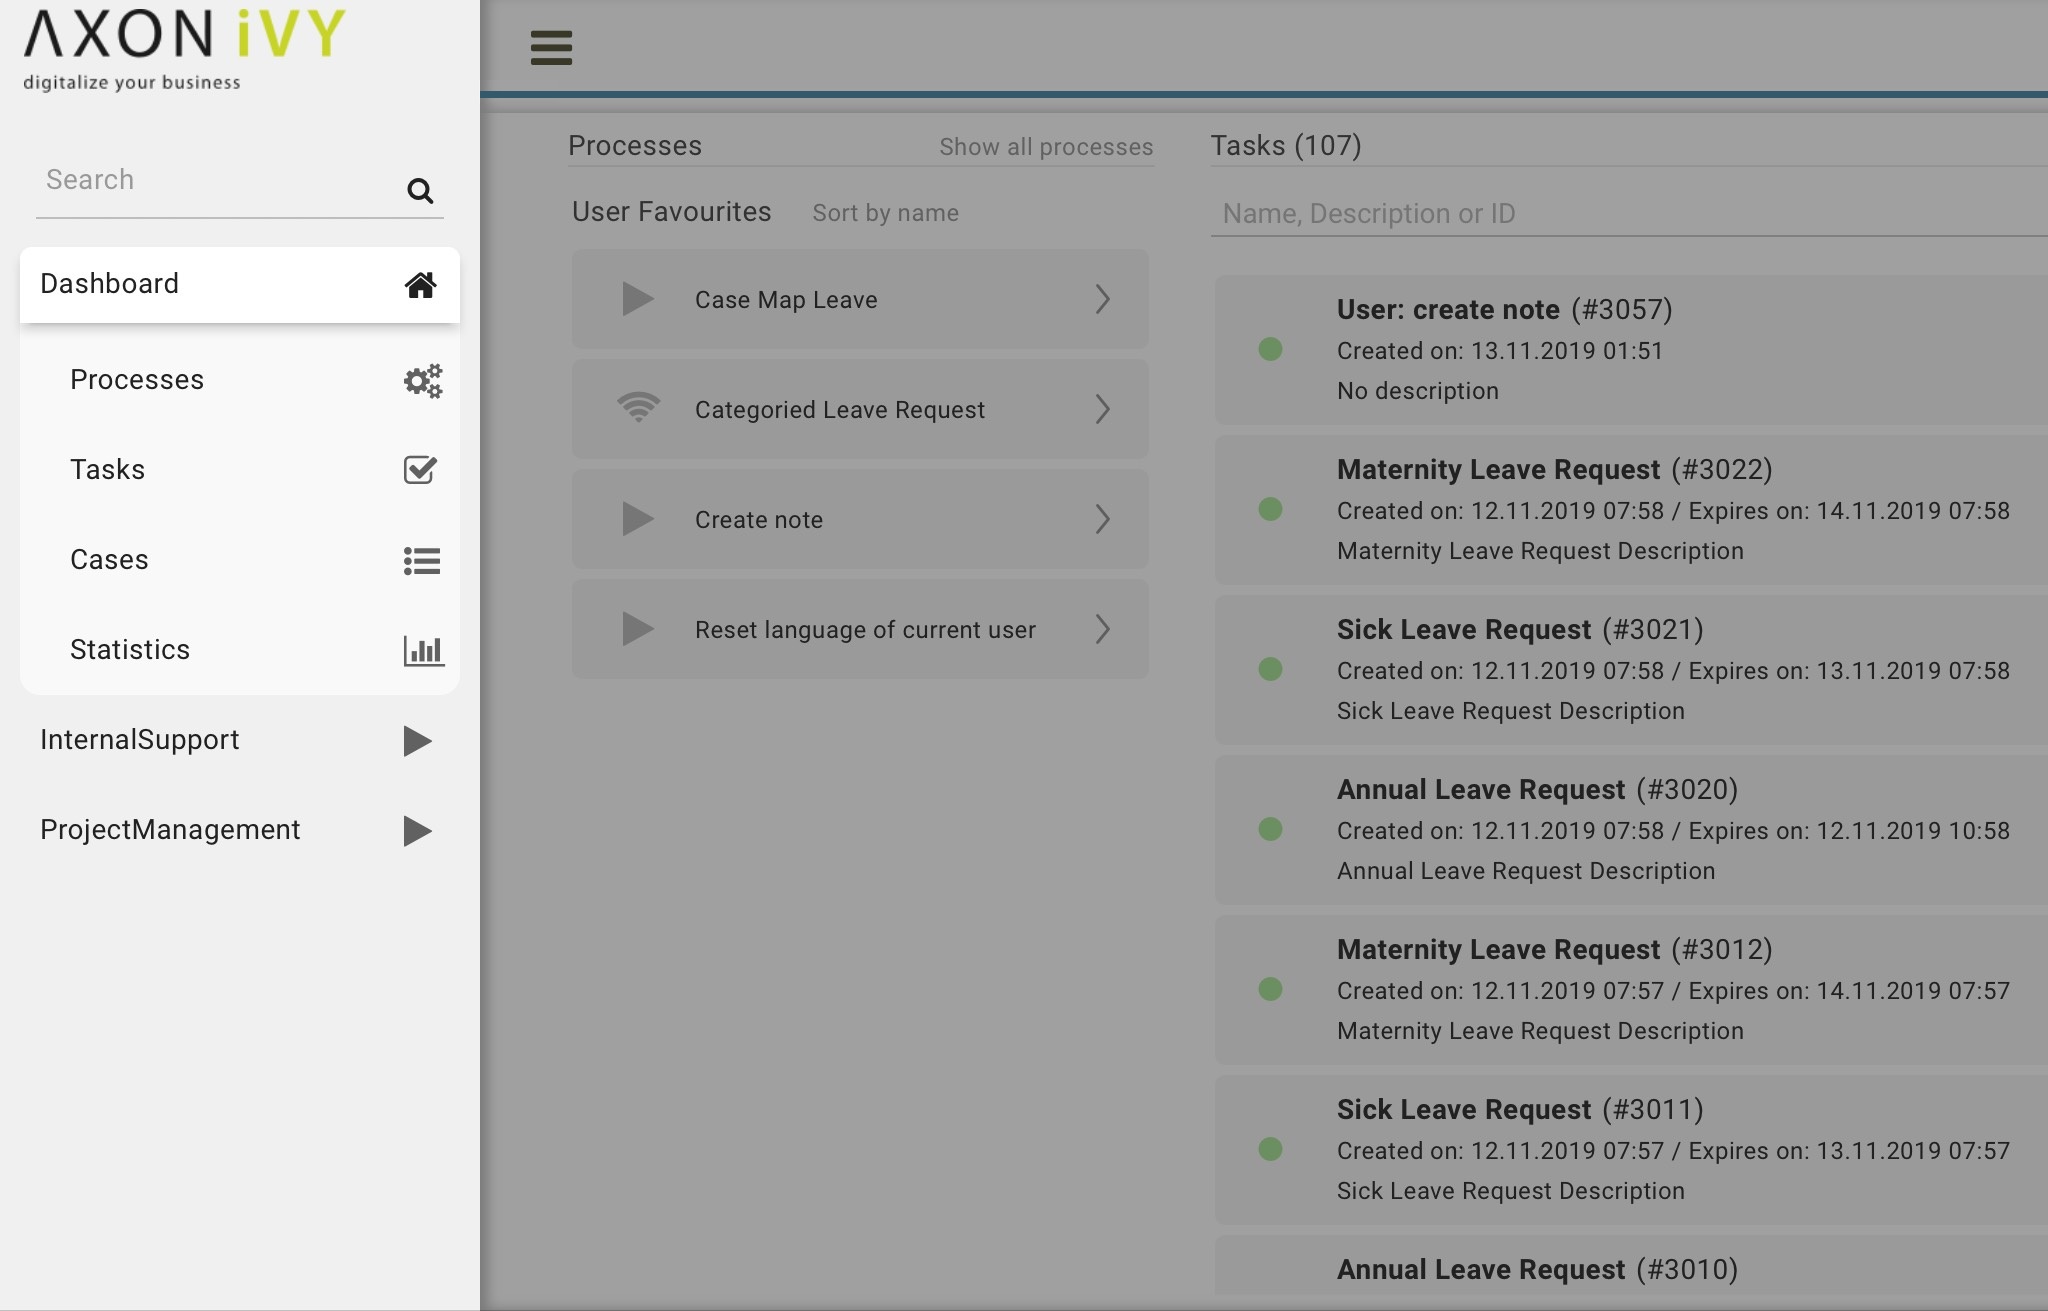 AXON iVY
digitalize your business
Search
Dashboard
Processes
Tasks
Cases
Statistics
InternalSupport
ProjectManagement
Processes
Show all processes
User Favourites
Sort by name
Case Map Leave
Categoried Leave Request
Create note
Reset language of current user
Tasks (107)
Name, Description or ID
User: create note (#3057)
Created on: 13.11.2019 01:51
No description
Maternity Leave Request (#3022)
Created on: 12.11.2019 07:58 / Expires on: 14.11.2019 07:58
Maternity Leave Request Description
Sick Leave Request (#3021)
Created on: 12.11.2019 07:58 / Expires on: 13.11.2019 07:58
Sick Leave Request Description
Annual Leave Request (#3020)
Created on: 12.11.2019 07:58 / Expires on: 12.11.2019 10:58
Annual Leave Request Description
Maternity Leave Request (#3012)
Created on: 12.11.2019 07:57 / Expires on: 14.11.2019 07:57
Maternity Leave Request Description
Sick Leave Request (#3011)
Created on: 12.11.2019 07:57 / Expires on: 13.11.2019 07:57
Sick Leave Request Description
Annual Leave Request (#3010)